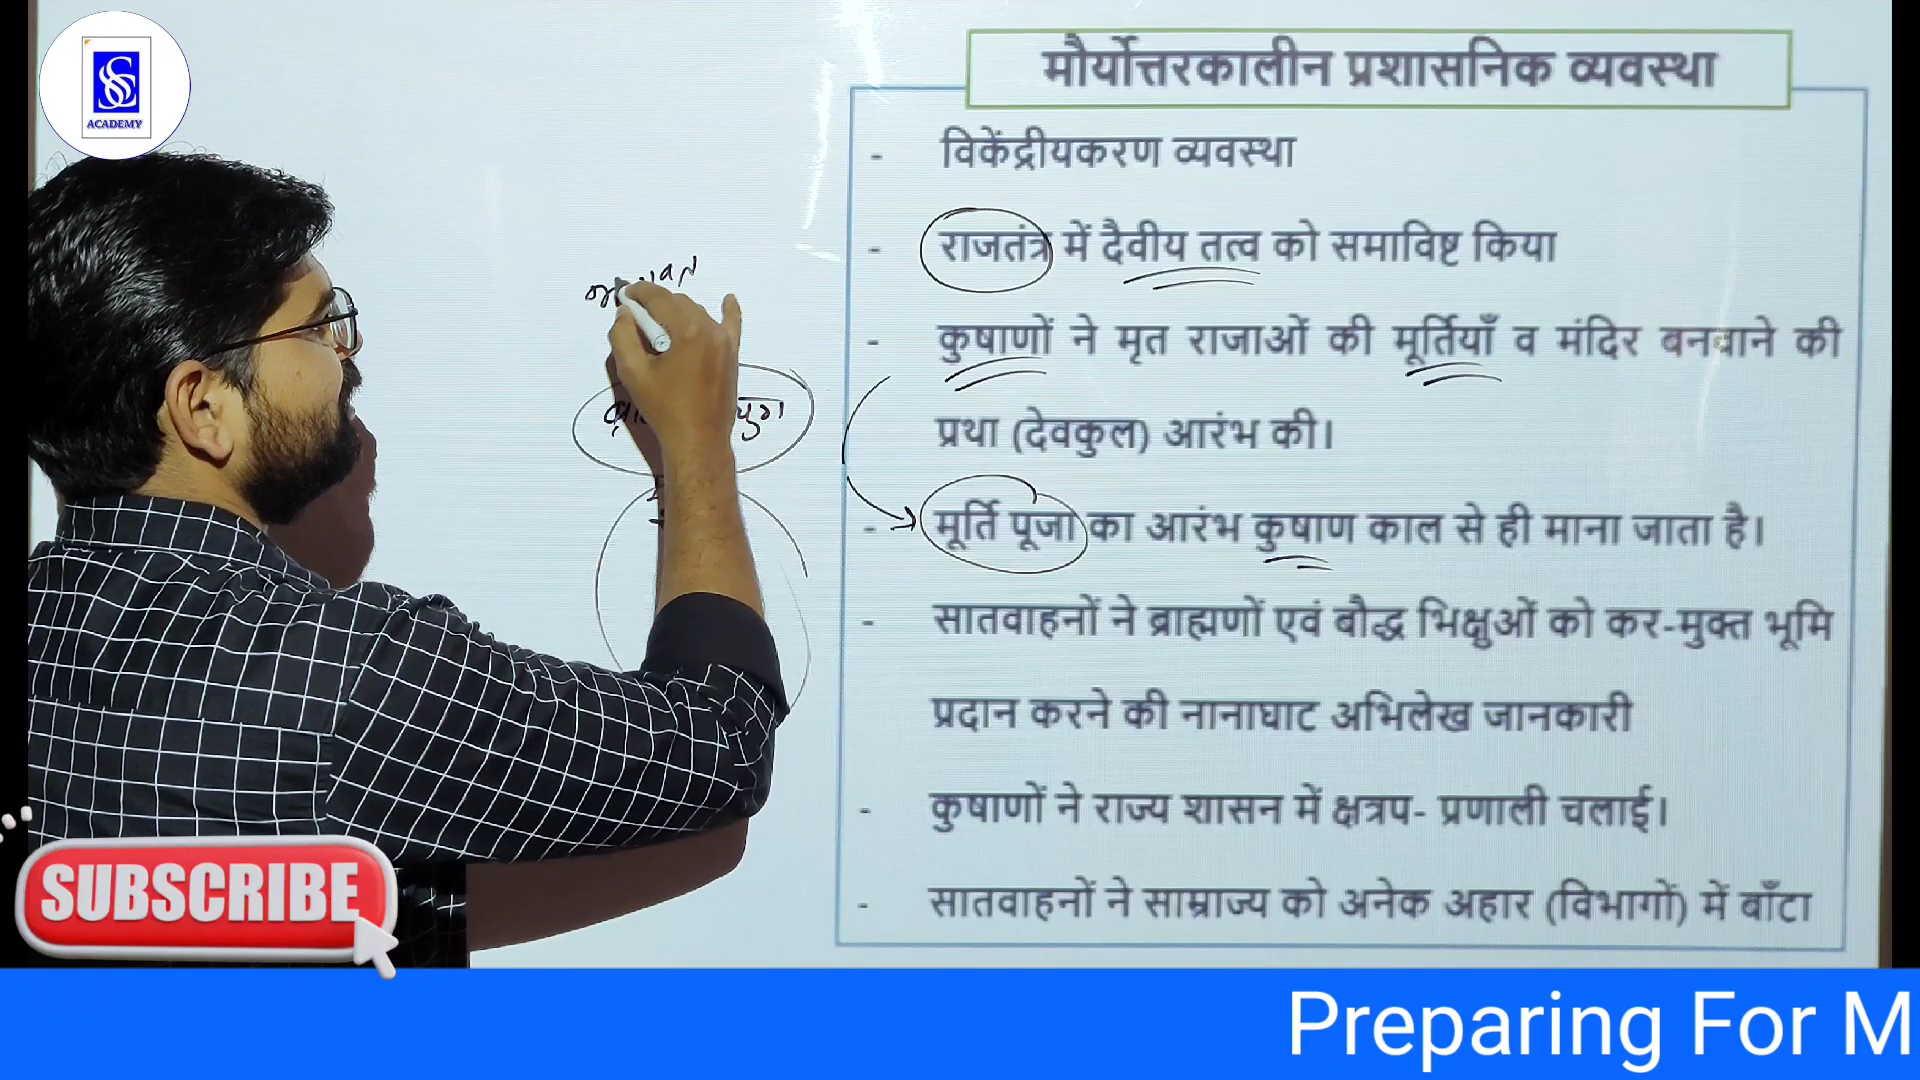 SSC
ACADEMY
मौर्योत्तरकालीन प्रशासनिक व्यवस्था
- विकेंद्रीयकरण व्यवस्था
- राजतंत्र में दैवीय तत्व को समाविष्ट किया
- कुषाणों ने मृत राजाओं की मूर्तियाँ व मंदिर बनवाने की
प्रथा (देवकुल) आरंभ की।
- मूर्ति पूजा का आरंभ कुषाण काल से ही माना जाता है।
- सातवाहनों ने ब्राह्मणों एवं बौद्ध भिक्षुओं को कर-मुक्त भूमि
प्रदान करने की नानाघाट अभिलेख जानकारी
- कुषाणों ने राज्य शासन में क्षत्रप- प्रणाली चलाई।
- सातवाहनों ने साम्राज्य को अनेक अहार (विभागों) में बाँटा
युग
SUBSCRIBE
Preparing For M